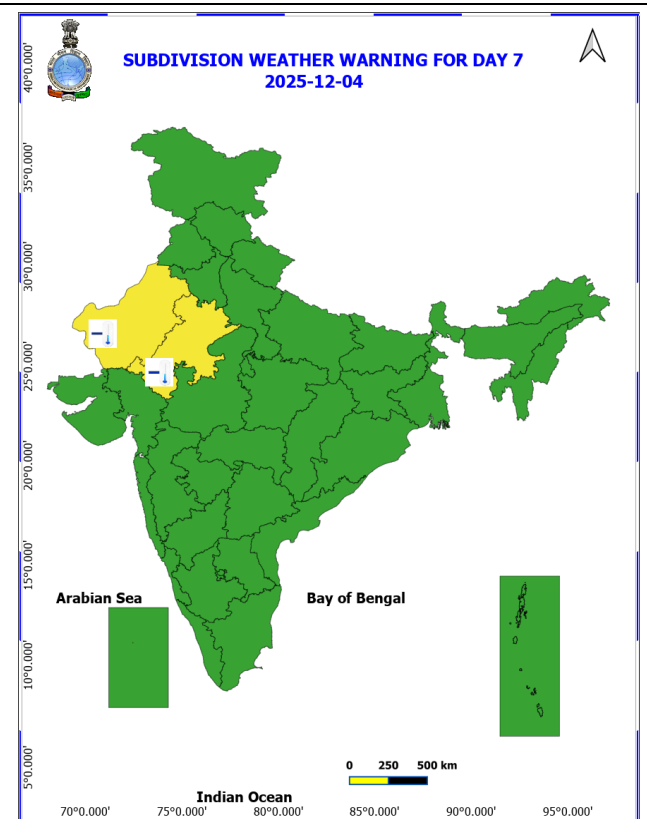 SUBDIVISION WEATHER WARNING FOR DAY 7
2025-12-04
40°0.000'
35°0.000'
30°0.000'
25°0.000'
20°0.000'
15°0.000'
10°0.000'
5°0.000'
Arabian Sea
Bay of Bengal
0 250 500 km
Indian Ocean
70°0.000' 75°0.000' 80°0.000' 85°0.000' 90°0.000' 95°0.000'